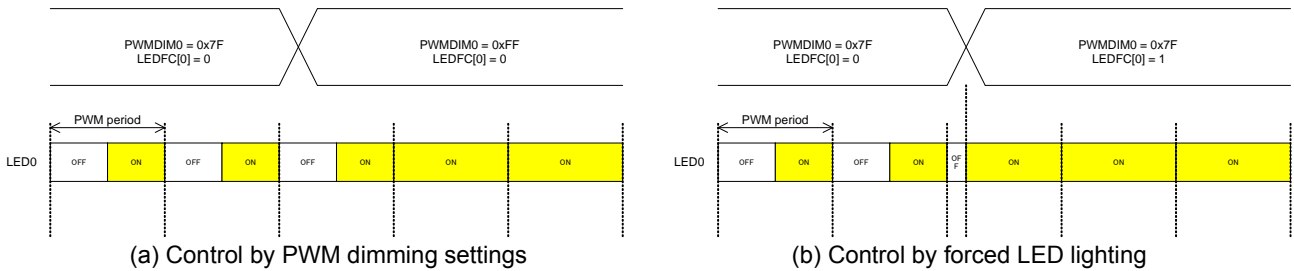 PWMDIM0 = 0x7F
LEDFC[0] = 0
PWMDIM0 = 0xFF
LEDFC[0] = 0
PWM period
LED0
OFF ON OFF ON OFF ON ON ON
(a) Control by PWM dimming settings
PWMDIM0 = 0x7F
LEDFC[0] = 0
PWMDIM0 = 0x7F
LEDFC[0] = 1
PWM period
LED0
OFF ON OFF ON OF
F ON ON ON
(b) Control by forced LED lighting